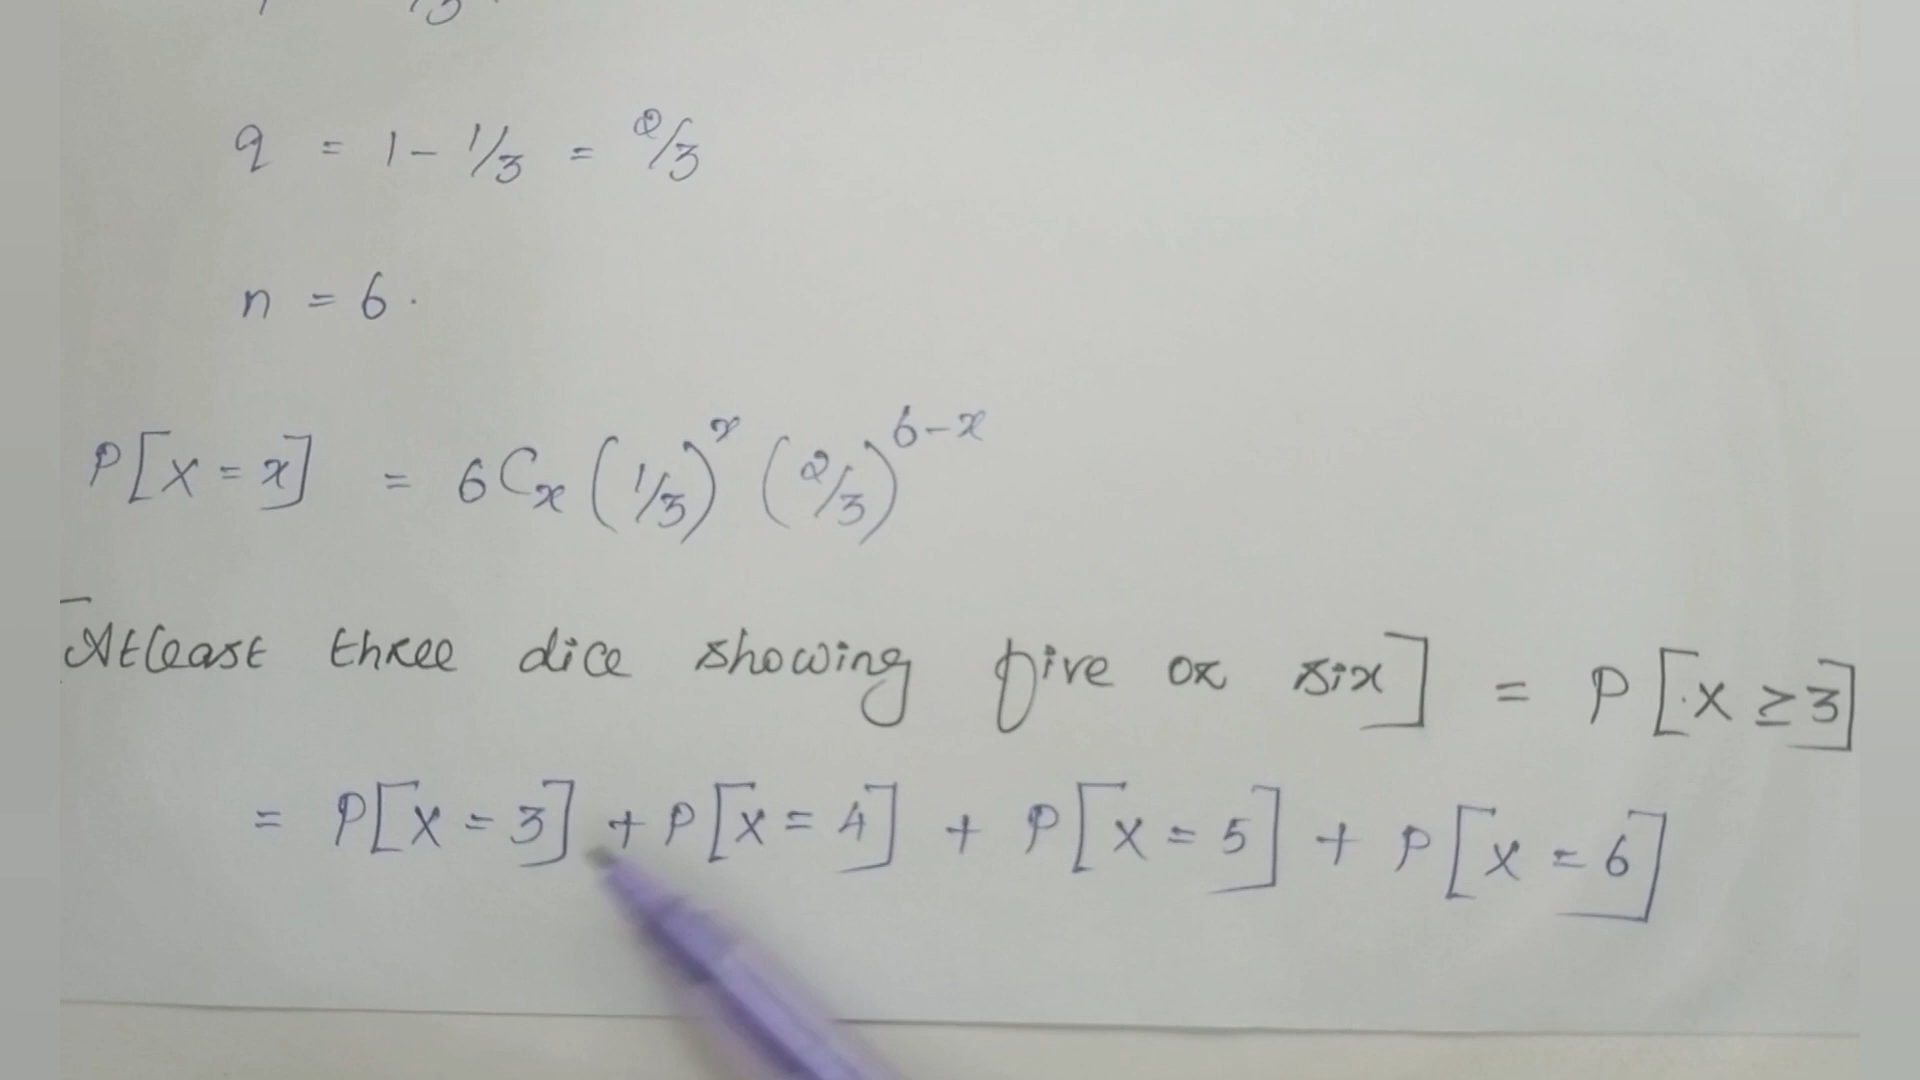 q = 1 - 1/3 = 2/3
n = 6.
P[X = x] = 6Cx (1/3)^x (2/3)^6-x
Atleast three dice showing five or six] = P[X ≥ 3]
= P[X = 3] + P[X = 4] + P[X = 5] + P[X = 6]